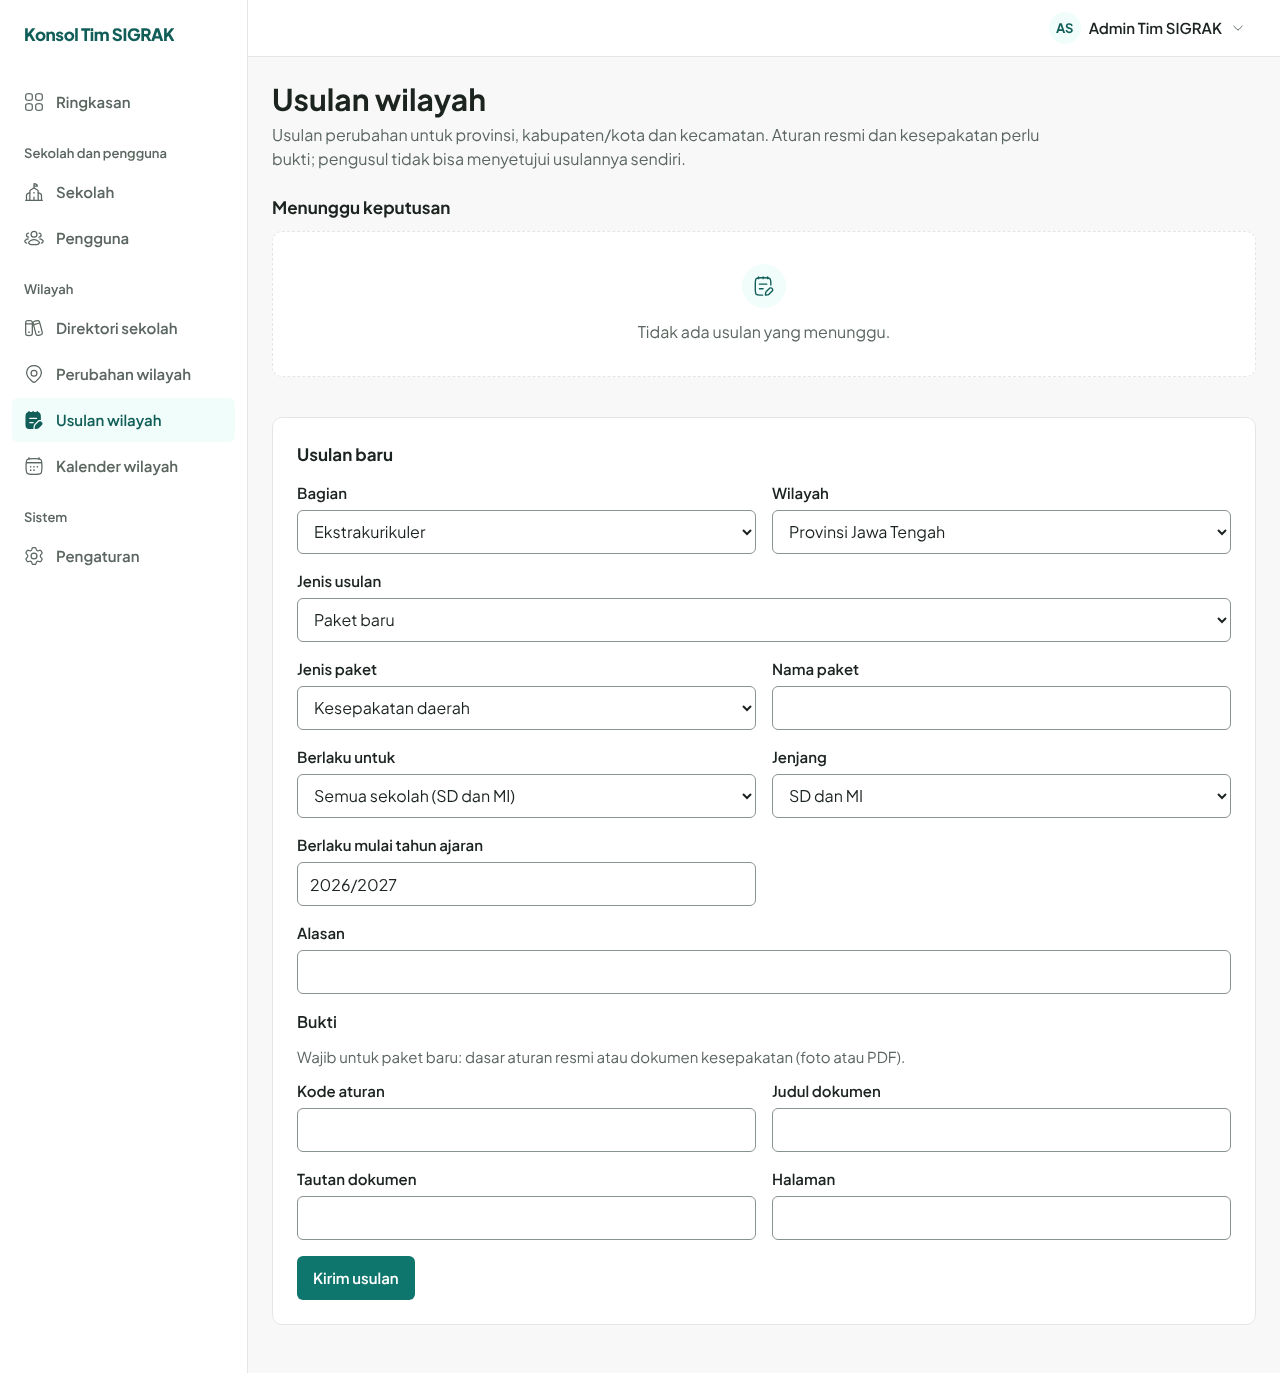 Konsol Tim SIGRAK
AS
Admin Tim SIGRAK
Ringkasan
Sekolah dan pengguna
Sekolah
Pengguna
Wilayah
Direktori sekolah
Perubahan wilayah
Usulan wilayah
Kalender wilayah
Sistem
Pengaturan
Usulan wilayah
Usulan perubahan untuk provinsi, kabupaten/kota dan kecamatan. Aturan resmi dan kesepakatan perlu
bukti; pengusul tidak bisa menyetujui usulannya sendiri.
Menunggu keputusan
Tidak ada usulan yang menunggu.
Usulan baru
Bagian
Wilayah
Ekstrakurikuler
Provinsi Jawa Tengah
Jenis usulan
Paket baru
Jenis paket
Nama paket
Kesepakatan daerah
Berlaku untuk
Jenjang
Semua sekolah (SD dan MI)
SD dan MI
Berlaku mulai tahun ajaran
2026/2027
Alasan
Bukti
Wajib untuk paket baru: dasar aturan resmi atau dokumen kesepakatan (foto atau PDF).
Kode aturan
Judul dokumen
Tautan dokumen
Halaman
Kirim usulan